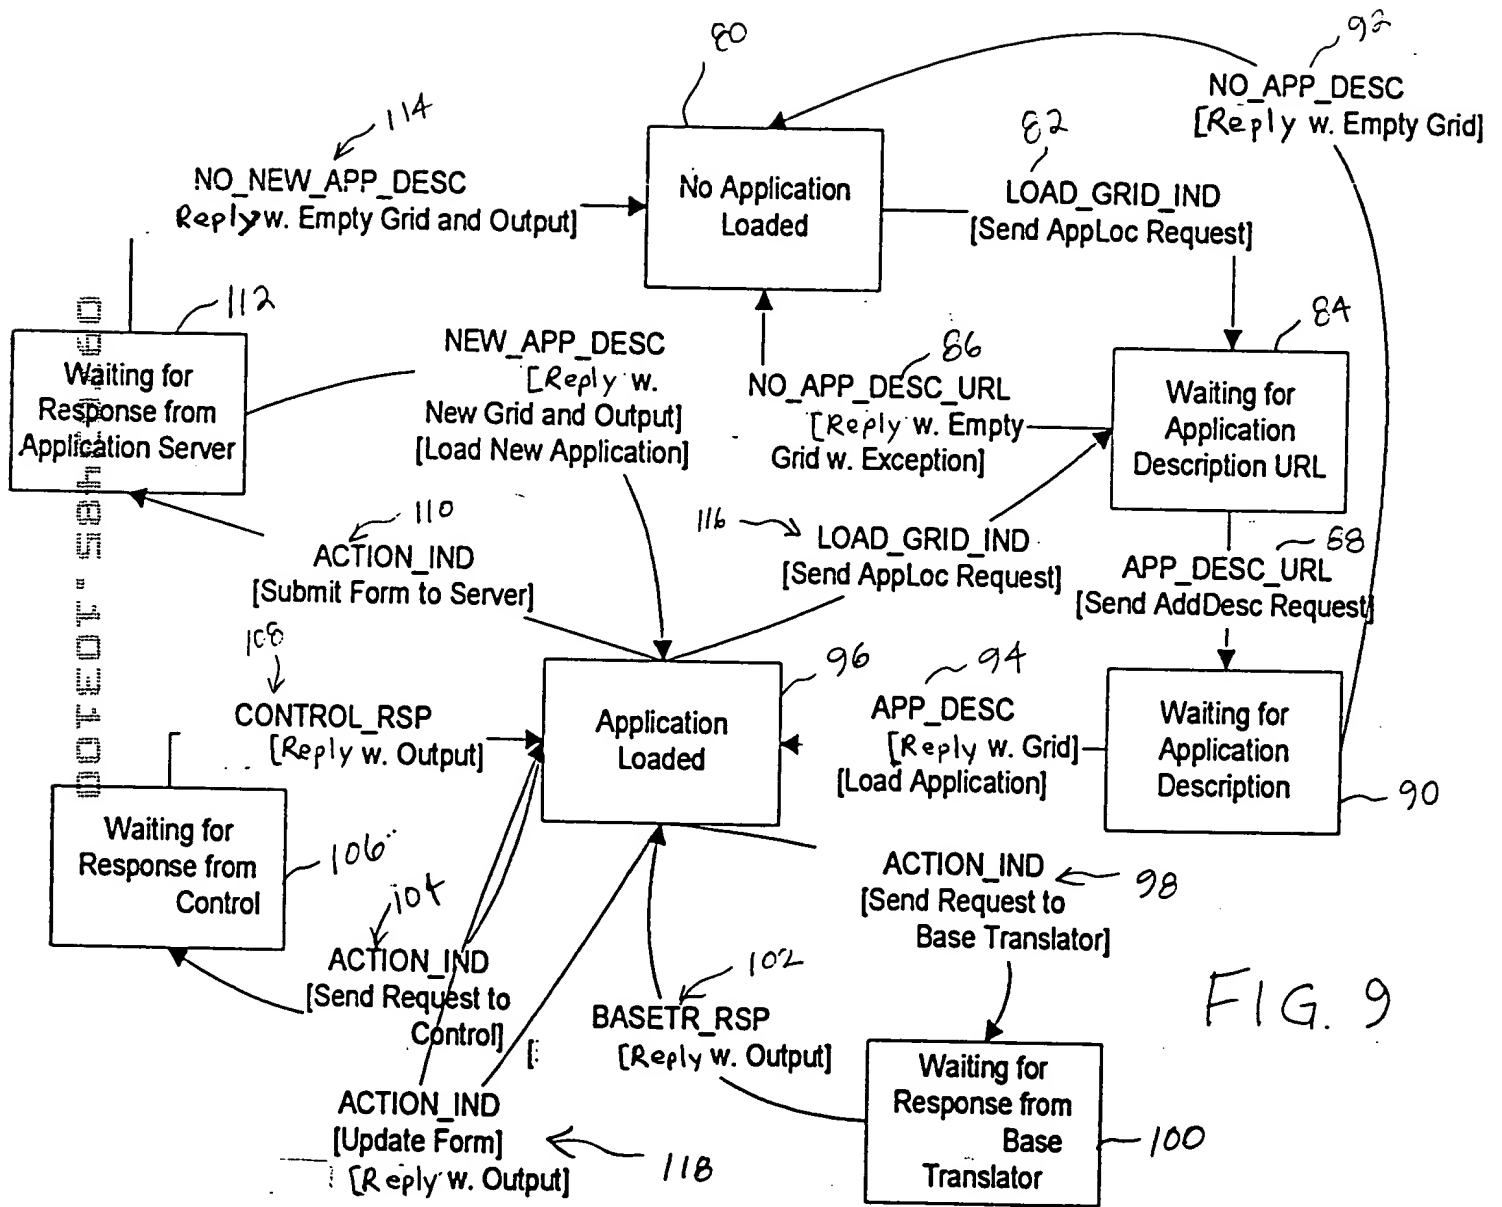 80
92
NO_APP_DESC
[Reply w. Empty Grid]
114
NO_NEW_APP_DESC
Reply w. Empty Grid and Output]
No Application
Loaded
82
LOAD_GRID_IND
[Send AppLoc Request]
112
Waiting for
Response from
Application Server
NEW_APP_DESC
[Reply w.
New Grid and Output]
[Load New Application]
86
NO_APP_DESC_URL
[Reply w. Empty
Grid w. Exception]
84
Waiting for
Application
Description URL
110
ACTION_IND
[Submit Form to Server]
116
LOAD_GRID_IND
[Send AppLoc Request]
88
APP_DESC_URL
[Send AddDesc Request]
108
CONTROL_RSP
[Reply w. Output]
96
Application
Loaded
94
APP_DESC
[Reply w. Grid]
[Load Application]
Waiting for
Application
Description
90
Waiting for
Response from
Control
106
104
ACTION_IND
[Send Request to
Control]
ACTION_IND
[Send Request to
Base Translator]
98
102
BASETR_RSP
[Reply w. Output]
FIG. 9
ACTION_IND
[Update Form]
[Reply w. Output]
118
Waiting for
Response from
Base
Translator
100